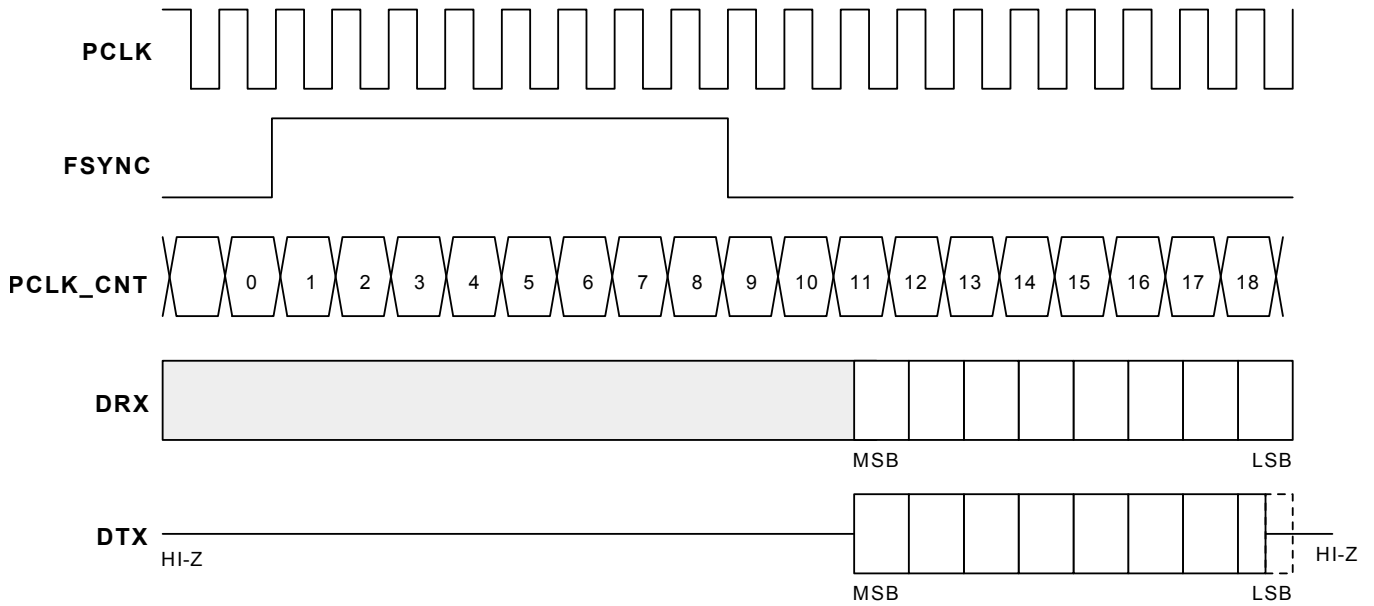 PCLK
FSYNC
PCLK_CNT 0 1 2 3 4 5 6 7 8 9 10 11 12 13 14 15 16 17 18
DRX
MSB LSB
DTX
HI-Z HI-Z
MSB LSB